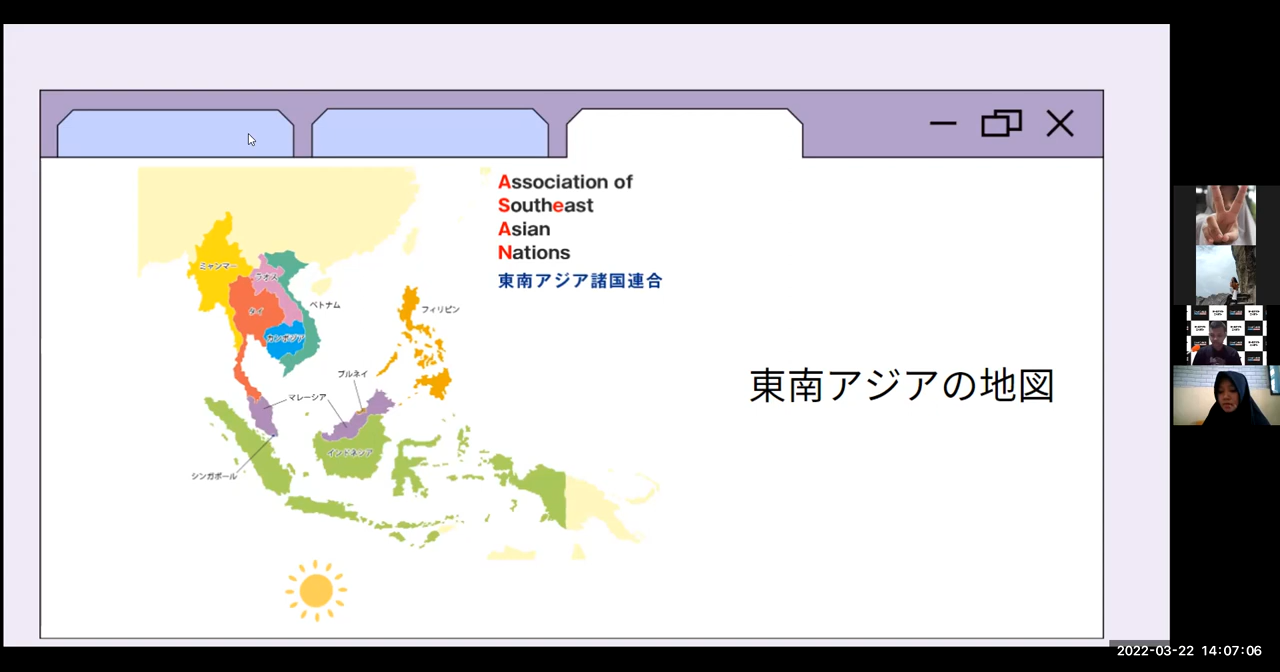 Association of
Southeast
Asian
Nations
東南アジア諸国連合
ミャンマー
ラオス
ベトナム
タイ
カンボジア
フィリピン
ブルネイ
マレーシア
インドネシア
シンガポール
東南アジアの地図
2022-03-22 14:07:06